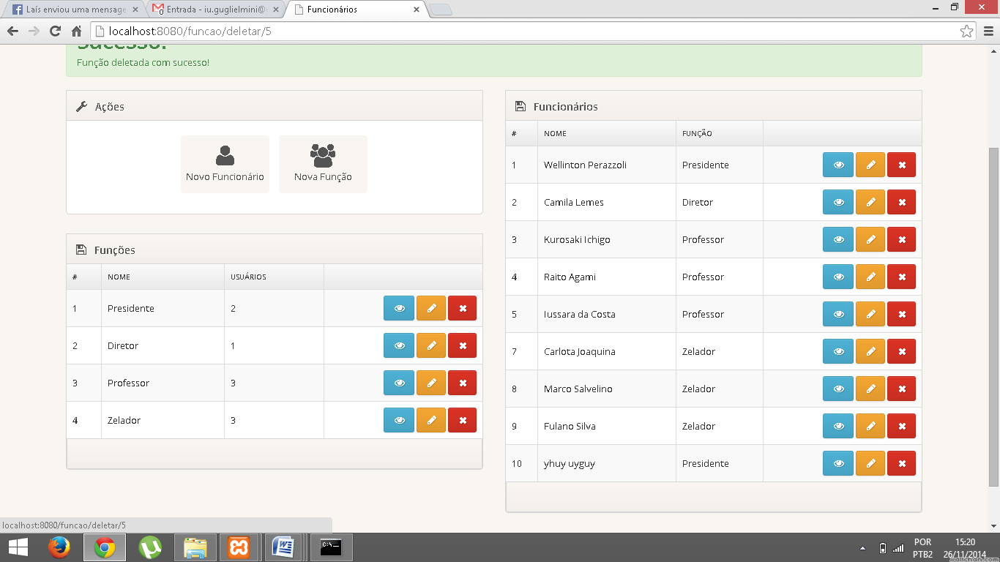 Laís enviou uma mensage
Entrada - iu.guglielmini@
Funcionários
localhost:8080/funcao/deletar/5
Sucesso!
Função deletada com sucesso!
Ações
Novo Funcionário
Nova Função
Funções
# NOME USUÁRIOS
1 Presidente 2
2 Diretor 1
3 Professor 3
4 Zelador 3
Funcionários
# NOME FUNÇÃO
1 Wellinton Perazzoli Presidente
2 Camila Lemes Diretor
3 Kurosaki Ichigo Professor
4 Raito Agami Professor
5 Iussara da Costa Professor
7 Carlota Joaquina Zelador
8 Marco Salvelino Zelador
9 Fulano Silva Zelador
10 yhuy uyguy Presidente
localhost:8080/funcao/deletar/5
C:\_
POR
PTB2
15:20
26/11/2014